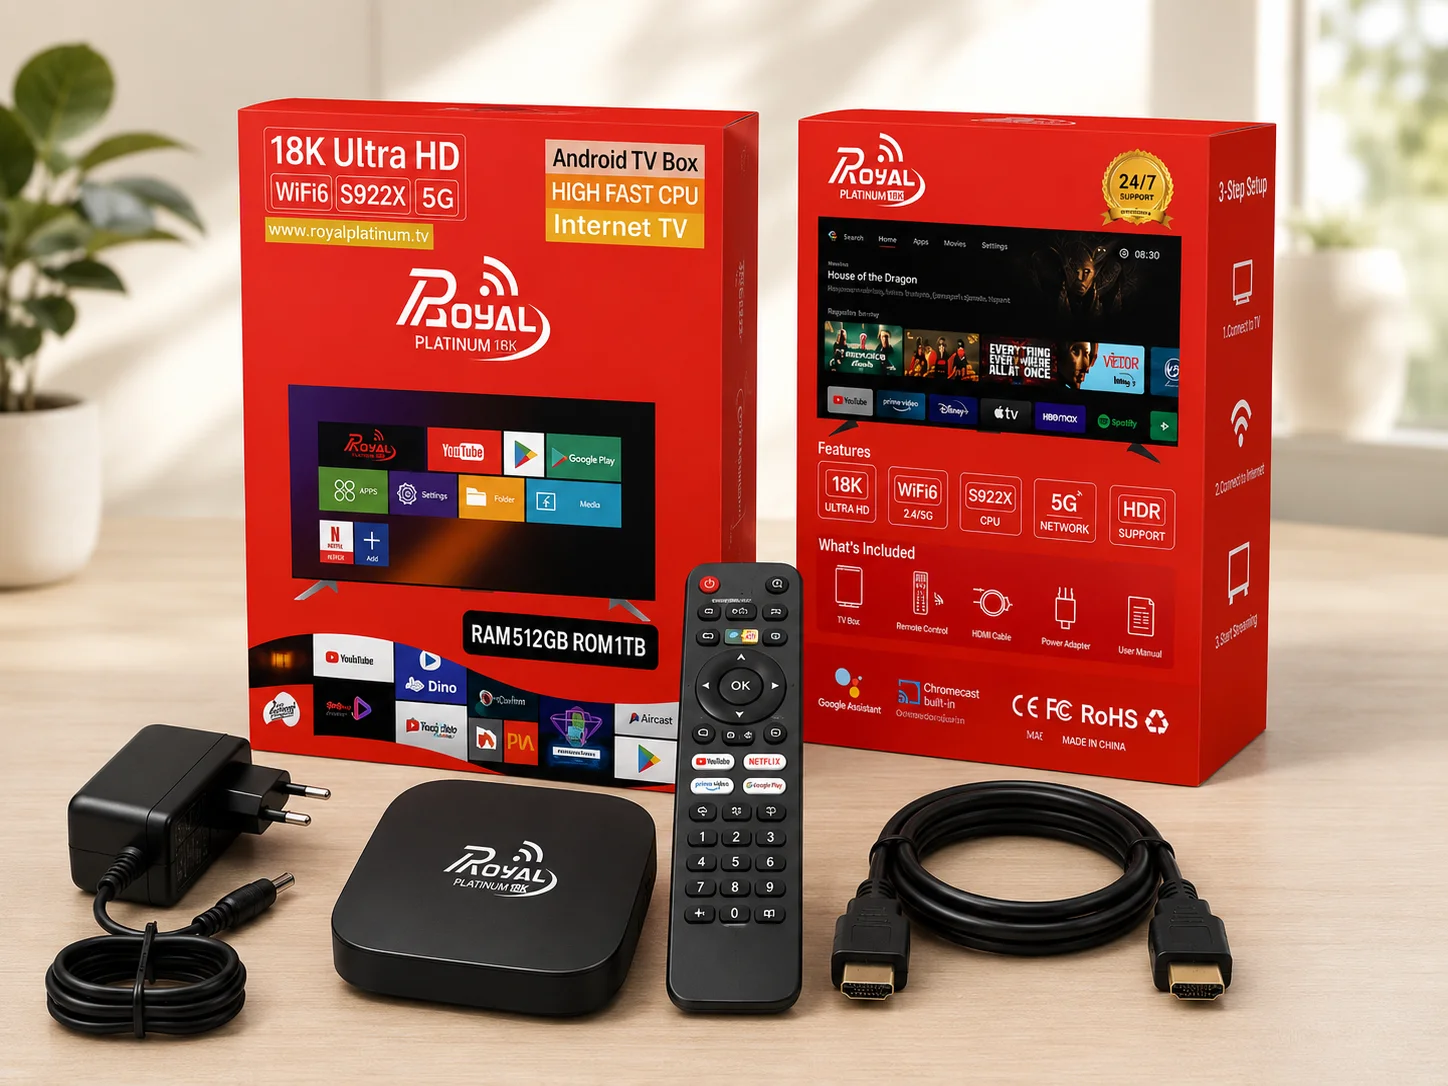 18K Ultra HD
WiFi6 S922X 5G
www.royalplatinum.tv
Android TV Box
HIGH FAST CPU
Internet TV
ROYAL
PLATINUM 18K
ROYAL
YouTube
Google Play
APPS
Settings
Folder
Media
N
Add
RAM512GB ROM1TB
YouTube
Dino
Aircast
ROYAL
PLATINUM 18K
24/7
SUPPORT
Search Home Apps Movies Settings
08:30
House of the Dragon
EVERYTHING
EVERYWHERE
ALL AT ONCE
YouTube
prime video
Disney+
tv
HBO max
Spotify
Features
18K
ULTRA HD
WiFi6
2.4/5G
S922X
CPU
5G
NETWORK
HDR
SUPPORT
What's Included
TV Box
Remote Control
HDMI Cable
Power Adapter
User Manual
Google Assistant
Chromecast
built-in
CE FC RoHS
MADE IN CHINA
3-Step Setup
1.Connect to TV
2.Connect to Internet
3.Start Streaming
ROYAL
PLATINUM 18K
OK
YouTube
NETFLIX
prime video
Google Play
1 2 3
4 5 6
7 8 9
0